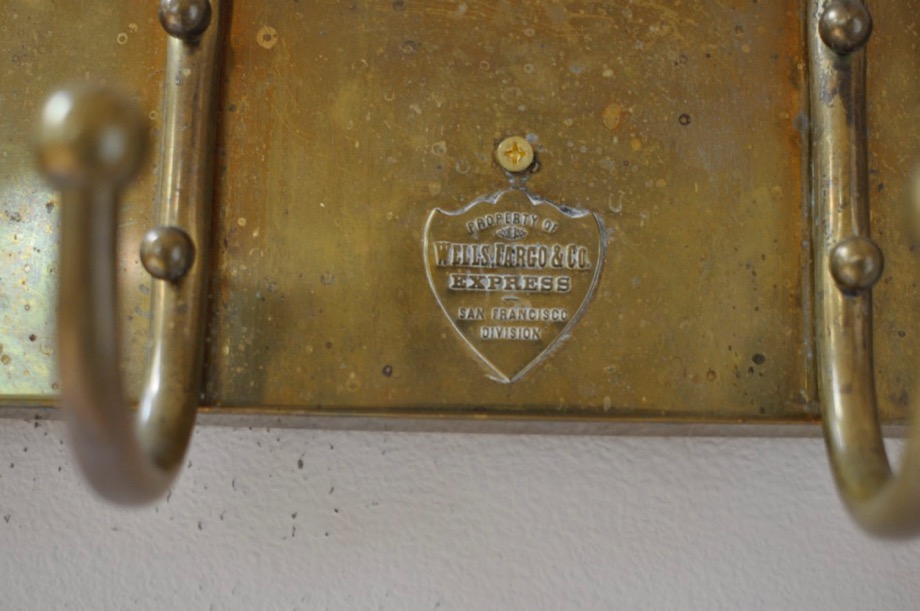 PROPERTY OF
WELLS, FARGO & CO.
EXPRESS
SAN FRANCISCO
DIVISION